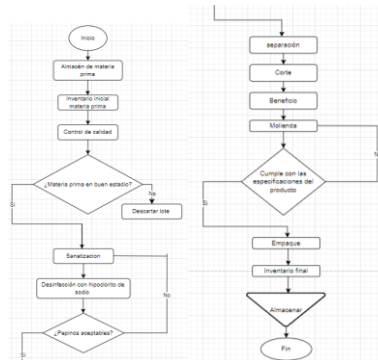 Inicio
Almacén de materia
prima
Inventario inicial
materia prima
Control de calidad
¿Materia prima en buen estadio?
No
Si
Descartar lote
Sanatizacion
Desinfección con hipoclorito de
sodio
No
¿Pepinos aceptables?
Si
separación
Corte
Beneficio
Molienda
N
Cumple con las
especificaciones del
producto
Si
Empaque
Inventario final
Almacenar
Fin